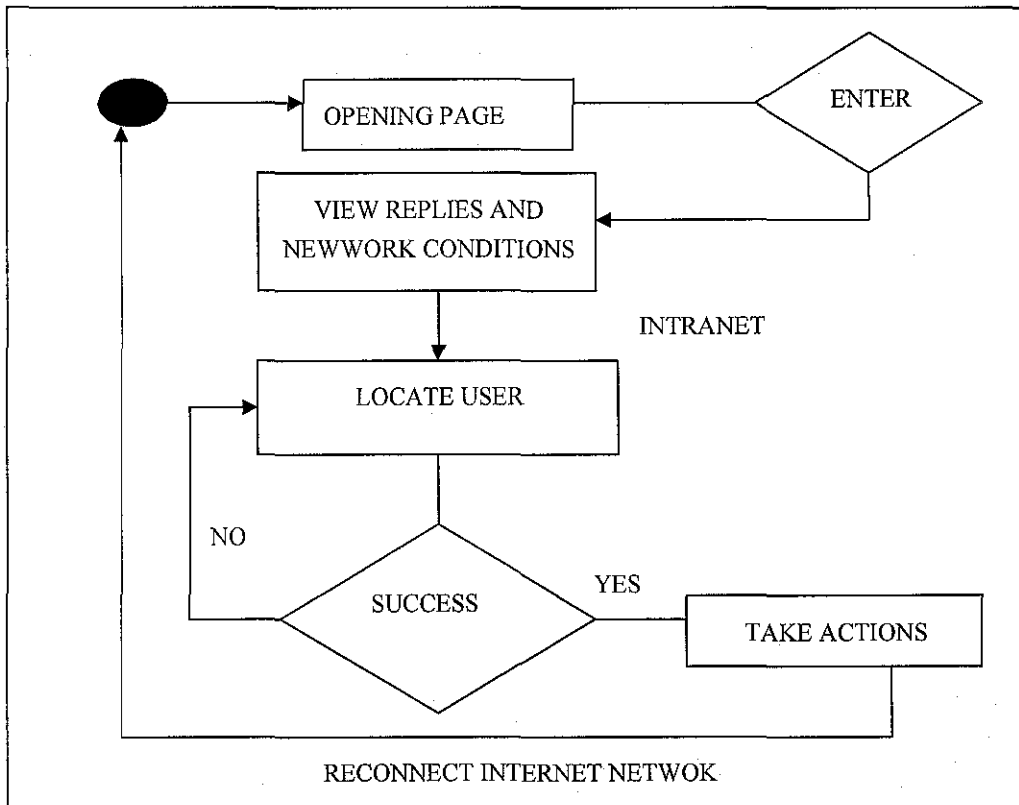 OPENING PAGE
ENTER
VIEW REPLIES AND
NEWWORK CONDITIONS
INTRANET
LOCATE USER
NO
SUCCESS
YES
TAKE ACTIONS
RECONNECT INTERNET NETWOK